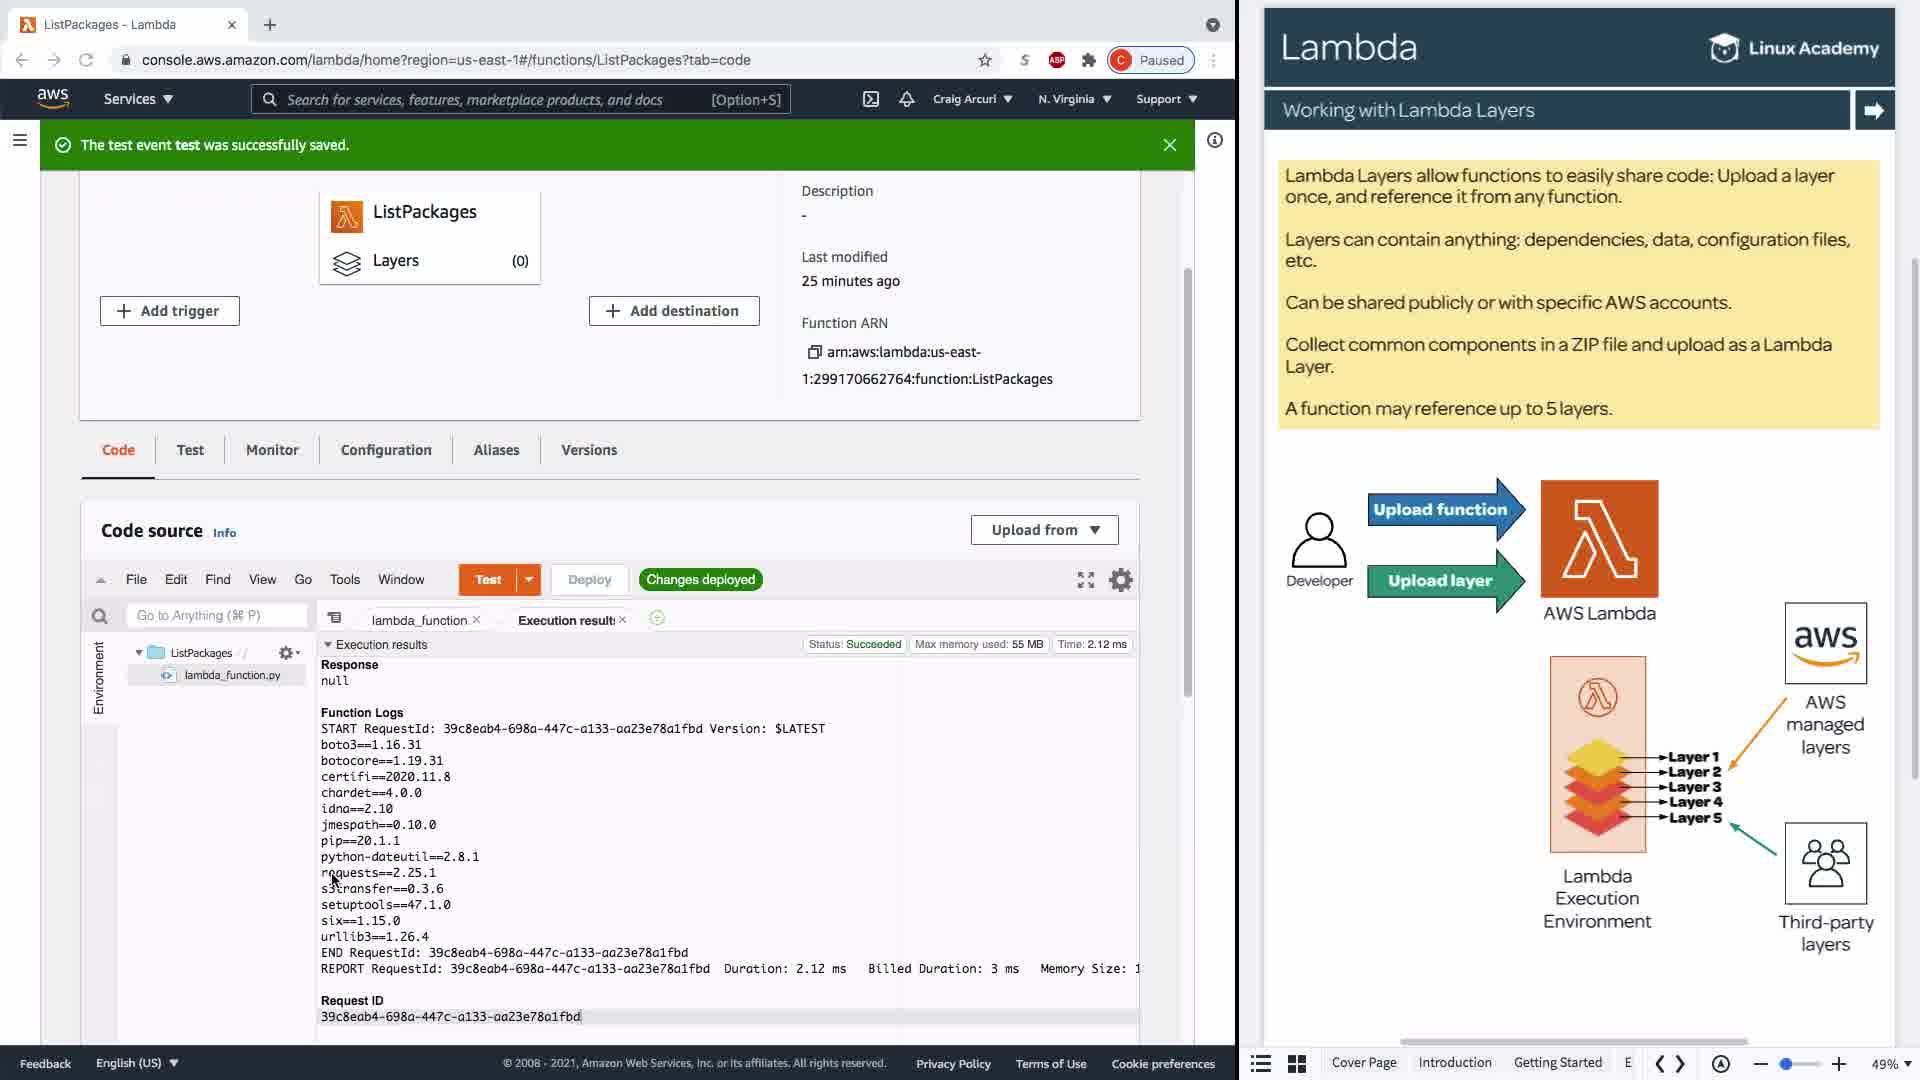 ListPackages - Lambda
console.aws.amazon.com/lambda/home?region=us-east-1#/functions/ListPackages?tab=code
S
ABP
C Paused
aws
Services
Search for services, features, marketplace products, and docs
[Option+S]
Craig Arcuri
N. Virginia
Support
The test event test was successfully saved.
ListPackages
Layers
(0)
Add trigger
Add destination
Description
-
Last modified
25 minutes ago
Function ARN
arn:aws:lambda:us-east-
1:299170662764:function:ListPackages
Code
Test
Monitor
Configuration
Aliases
Versions
Code source
Info
Upload from
File
Edit
Find
View
Go
Tools
Window
Test
Deploy
Changes deployed
Go to Anything (⌘ P)
lambda_function
Execution results
Environment
ListPackages /
lambda_function.py
Execution results
Status: Succeeded
Max memory used: 55 MB
Time: 2.12 ms
Response
null
Function Logs
START RequestId: 39c8eab4-698a-447c-a133-aa23e78a1fbd Version: $LATEST
boto3==1.16.31
botocore==1.19.31
certifi==2020.11.8
chardet==4.0.0
idna==2.10
jmespath==0.10.0
pip==20.1.1
python-dateutil==2.8.1
requests==2.25.1
s3transfer==0.3.6
setuptools==47.1.0
six==1.15.0
urllib3==1.26.4
END RequestId: 39c8eab4-698a-447c-a133-aa23e78a1fbd
REPORT RequestId: 39c8eab4-698a-447c-a133-aa23e78a1fbd Duration: 2.12 ms Billed Duration: 3 ms Memory Size: 1
Request ID
39c8eab4-698a-447c-a133-aa23e78a1fbd
Feedback
English (US)
© 2008 - 2021, Amazon Web Services, Inc. or its affiliates. All rights reserved.
Privacy Policy
Terms of Use
Cookie preferences
Lambda
Linux Academy
Working with Lambda Layers
Lambda Layers allow functions to easily share code: Upload a layer
once, and reference it from any function.
Layers can contain anything: dependencies, data, configuration files,
etc.
Can be shared publicly or with specific AWS accounts.
Collect common components in a ZIP file and upload as a Lambda
Layer.
A function may reference up to 5 layers.
Upload function
Upload layer
Developer
AWS Lambda
aws
AWS
managed
layers
Layer 1
Layer 2
Layer 3
Layer 4
Layer 5
Lambda
Execution
Environment
Third-party
layers
Cover Page
Introduction
Getting Started
E
49%